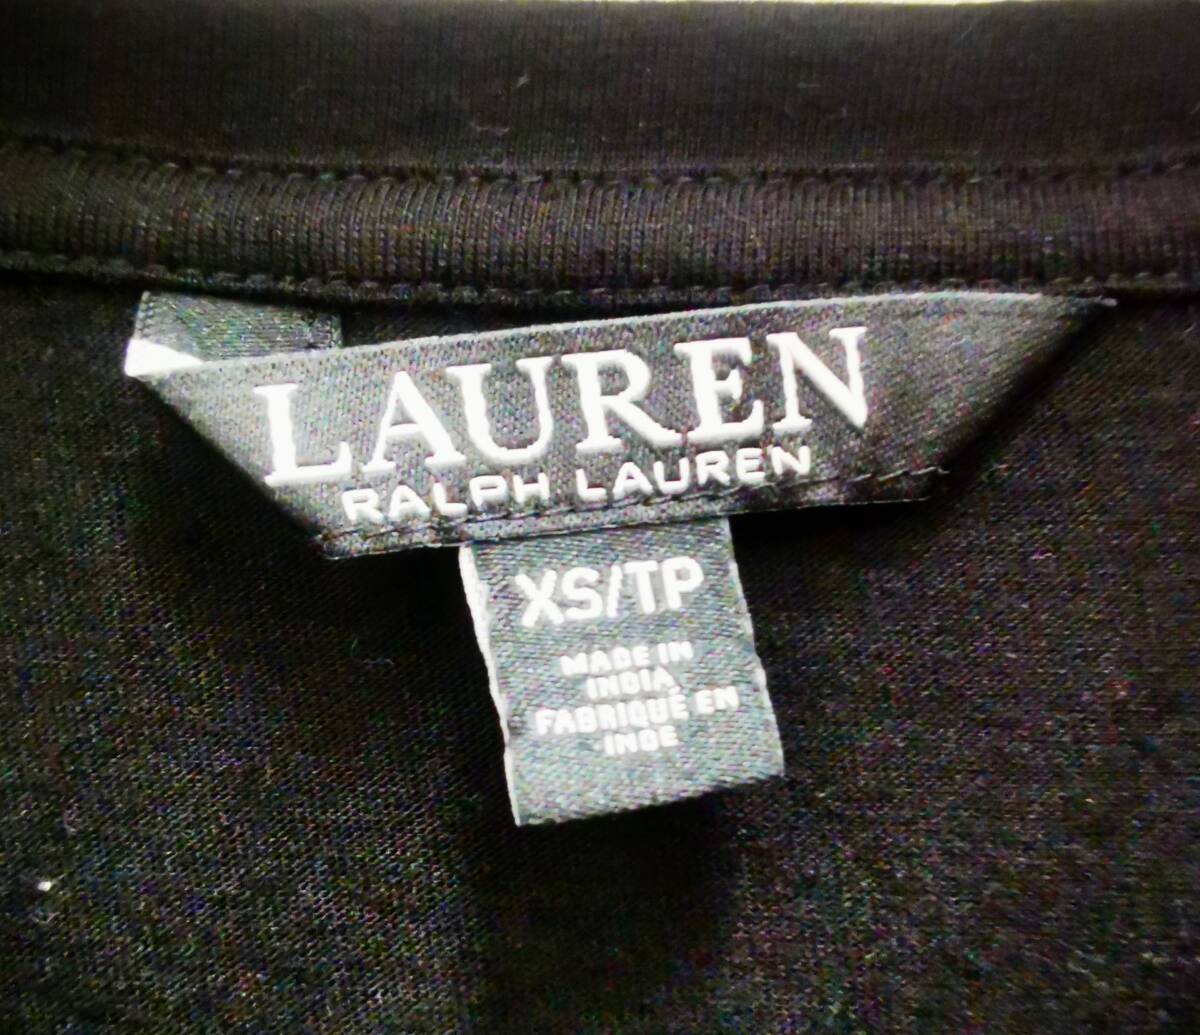 LAUREN
RALPH LAUREN
XS/TP
MADE IN
INDIA
FABRIQUÉ EN
INDE